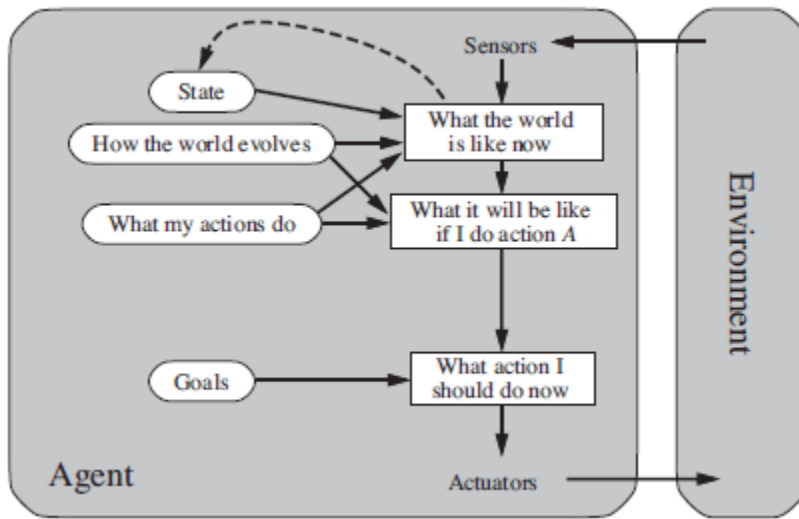 Sensors
State
What the world
is like now
How the world evolves
What my actions do
What it will be like
if I do action A
Goals
What action I
should do now
Agent
Actuators
Environment